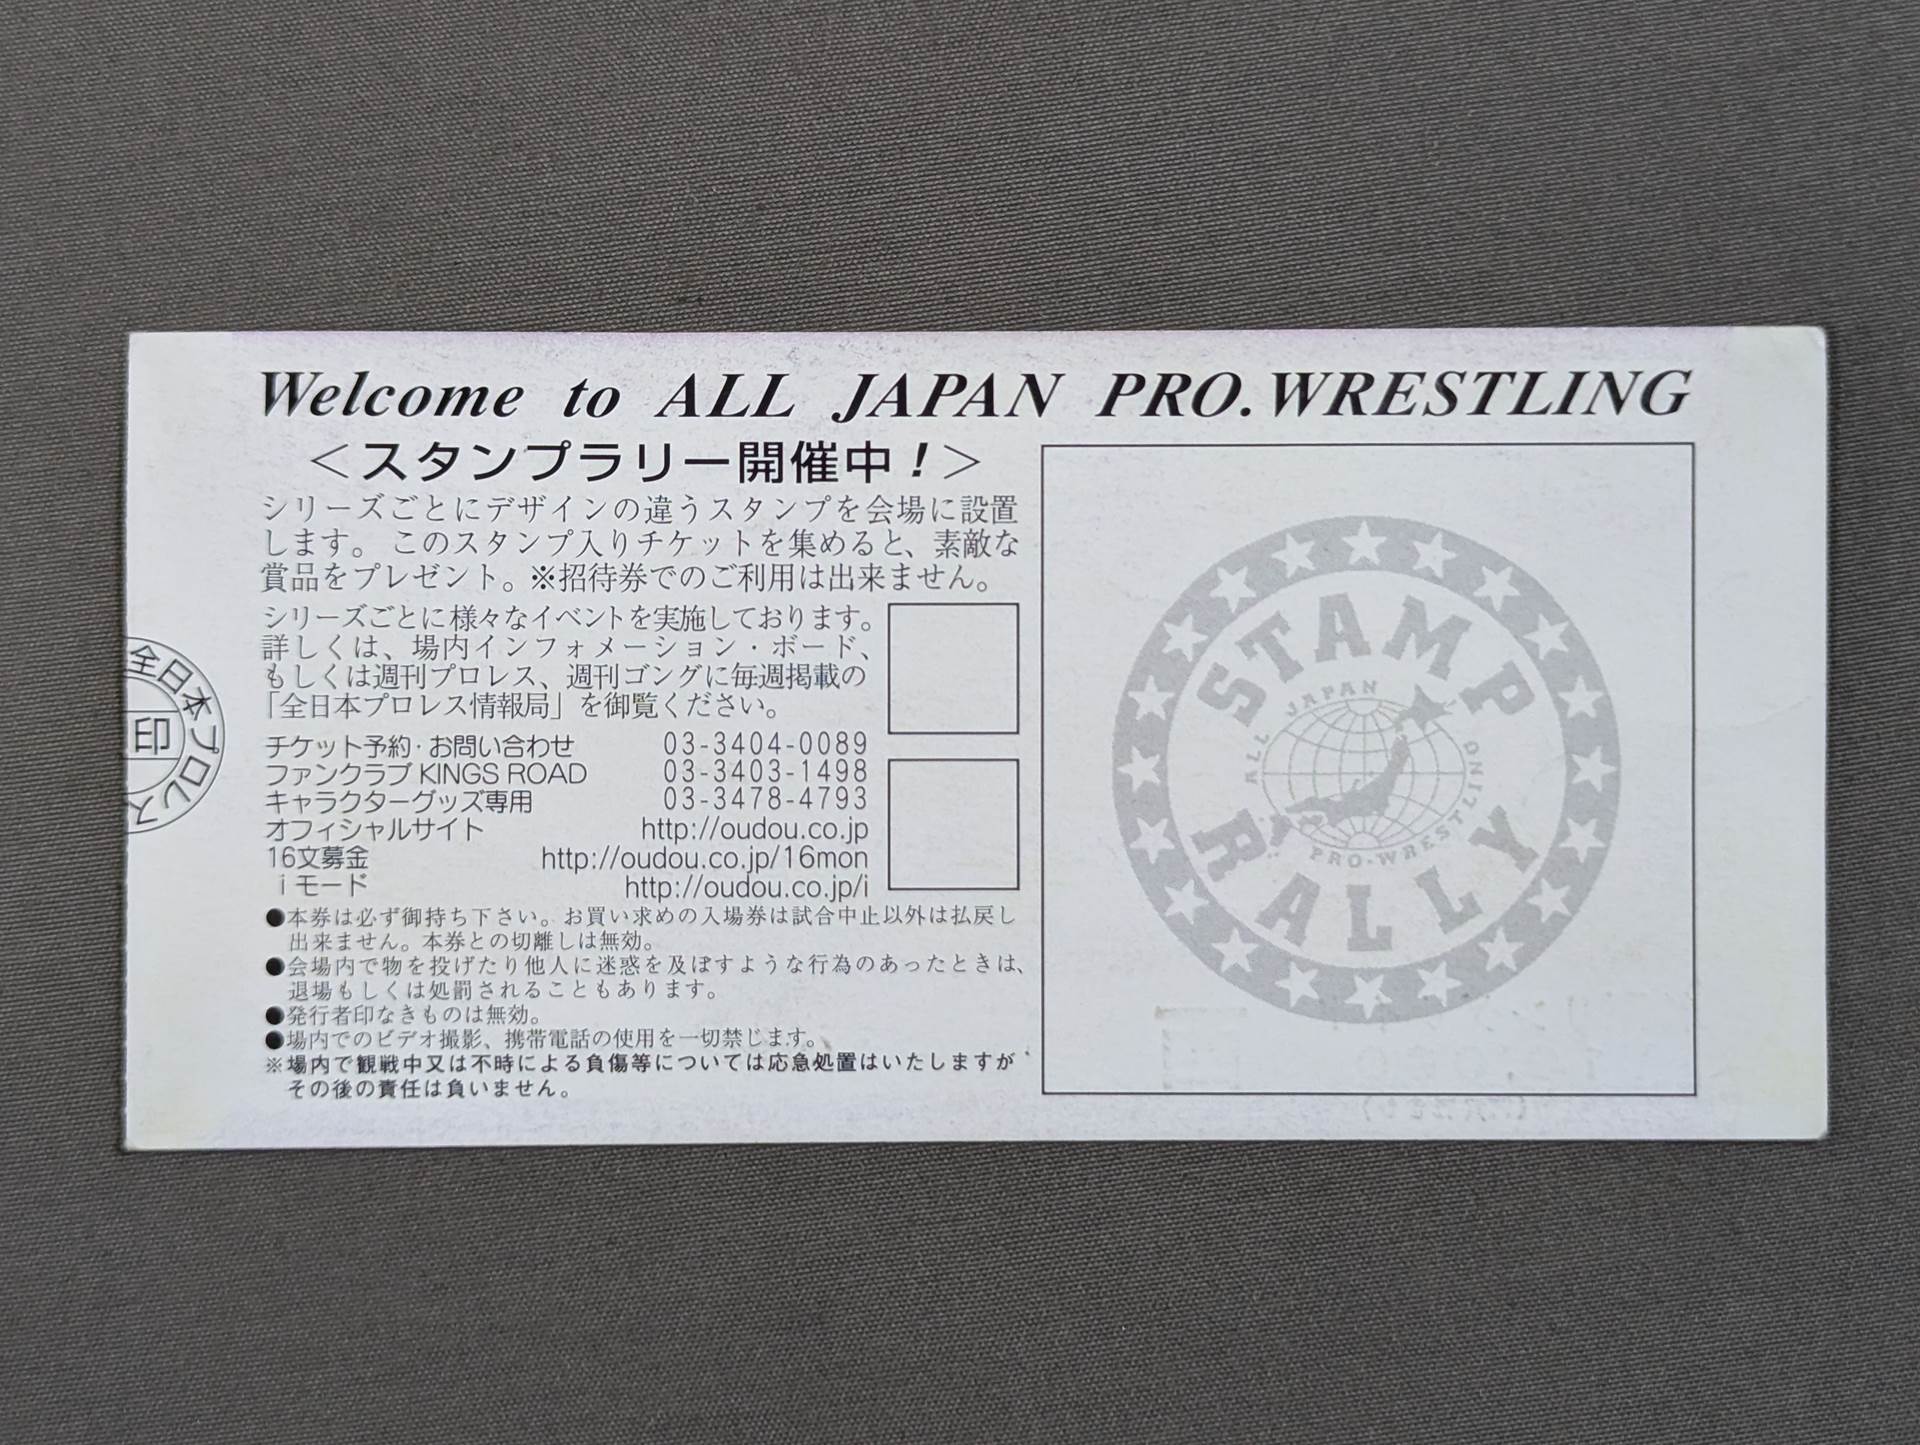 Welcome to ALL JAPAN PRO.WRESTLING
＜スタンプラリー開催中！＞
シリーズごとにデザインの違うスタンプを会場に設置
します。このスタンプ入りチケットを集めると、素敵な
賞品をプレゼント。※招待券でのご利用は出来ません。
シリーズごとに様々なイベントを実施しております。
詳しくは、場内インフォメーション・ボード、
もしくは週刊プロレス、週刊ゴングに毎週掲載の
「全日本プロレス情報局」を御覧ください。
チケット予約・お問い合わせ 03-3404-0089
ファンクラブ KINGS ROAD 03-3403-1498
キャラクターグッズ専用 03-3478-4793
オフィシャルサイト http://oudou.co.jp
16文募金 http://oudou.co.jp/16mon
iモード http://oudou.co.jp/i
●本券は必ず御持ち下さい。お買い求めの入場券は試合中止以外は払戻し
出来ません。本券との切離しは無効。
●会場内で物を投げたり他人に迷惑を及ぼすような行為のあったときは、
退場もしくは処罰されることもあります。
●発行者印なきものは無効。
●場内でのビデオ撮影、携帯電話の使用を一切禁じます。
※場内で観戦中又は不時による負傷等については応急処置はいたしますが
その後の責任は負いません。
全日本プロレス
印
STAMP
ALL JAPAN
PRO-WRESTLING
RALLY